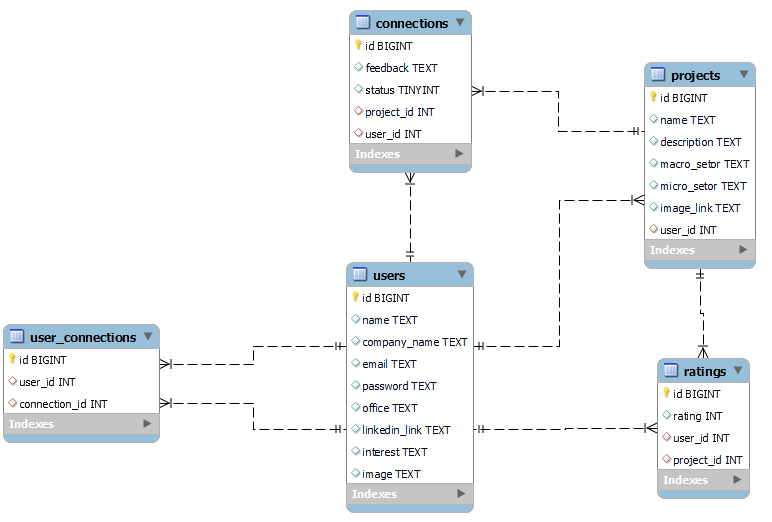 connections
id BIGINT
feedback TEXT
status TINYINT
project_id INT
user_id INT
Indexes
projects
id BIGINT
name TEXT
description TEXT
macro_setor TEXT
micro_setor TEXT
image_link TEXT
user_id INT
Indexes
users
id BIGINT
name TEXT
company_name TEXT
email TEXT
password TEXT
office TEXT
linkedin_link TEXT
interest TEXT
image TEXT
Indexes
user_connections
id BIGINT
user_id INT
connection_id INT
Indexes
ratings
id BIGINT
rating INT
user_id INT
project_id INT
Indexes